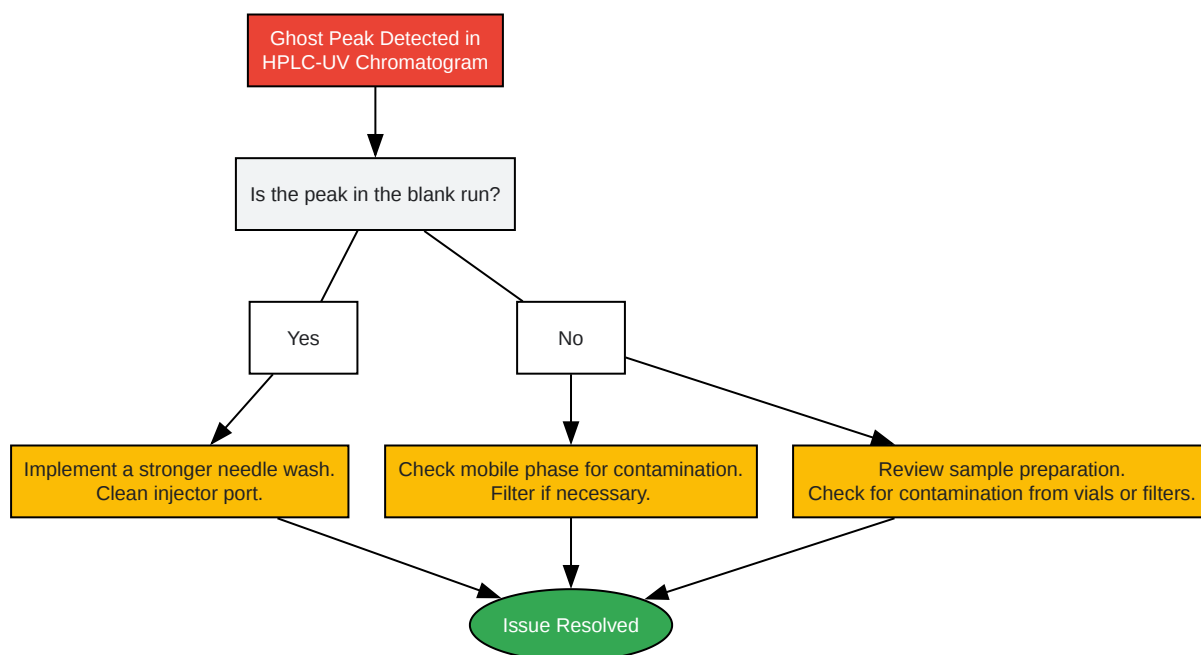 Ghost Peak Detected in
HPLC-UV Chromatogram
Is the peak in the blank run?
Yes
No
Implement a stronger needle wash.
Clean injector port.
Check mobile phase for contamination.
Filter if necessary.
Review sample preparation.
Check for contamination from vials or filters.
Issue Resolved